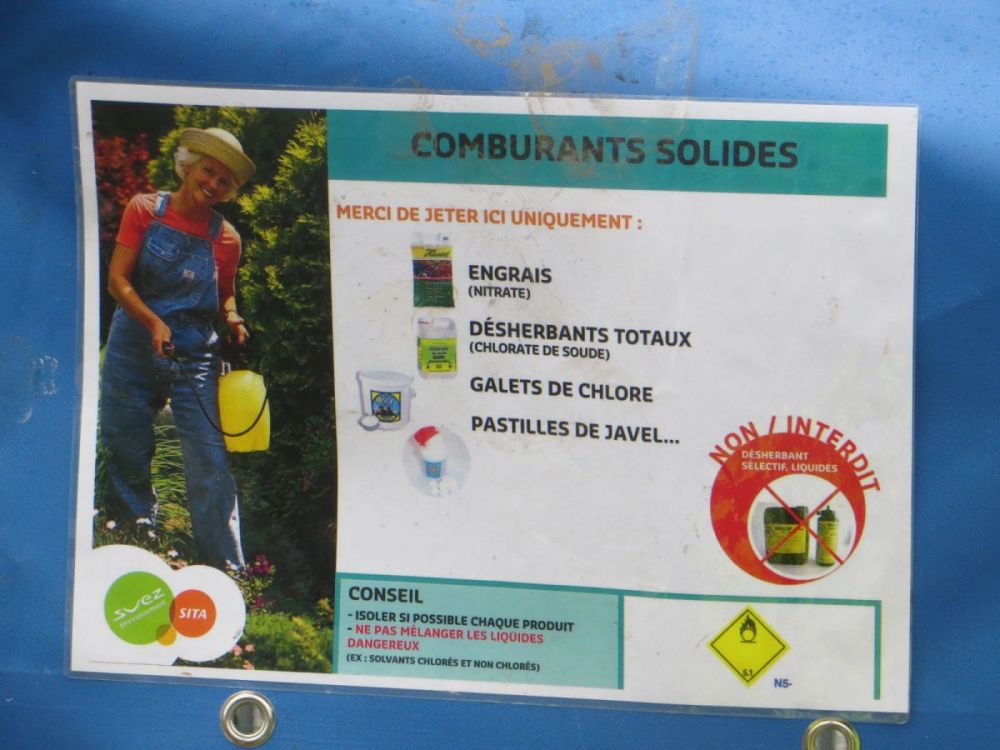 COMBURANTS SOLIDES
MERCI DE JETER ICI UNIQUEMENT :
ENGRAIS
(NITRATE)
DÉSHERBANTS TOTAUX
(CHLORATE DE SOUDE)
GALETS DE CHLORE
PASTILLES DE JAVEL...
NON / INTERDIT
DÉSHERBANT
SÉLECTIF, LIQUIDES
suez
environnement
SITA
CONSEIL
- ISOLER SI POSSIBLE CHAQUE PRODUIT
- NE PAS MÉLANGER LES LIQUIDES
DANGEREUX
(EX : SOLVANTS CHLORÉS ET NON CHLORÉS)
5.1
N5-